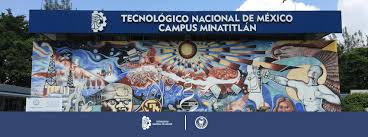 TECNOLÓGICO NACIONAL DE MÉXICO
CAMPUS MINATITLÁN